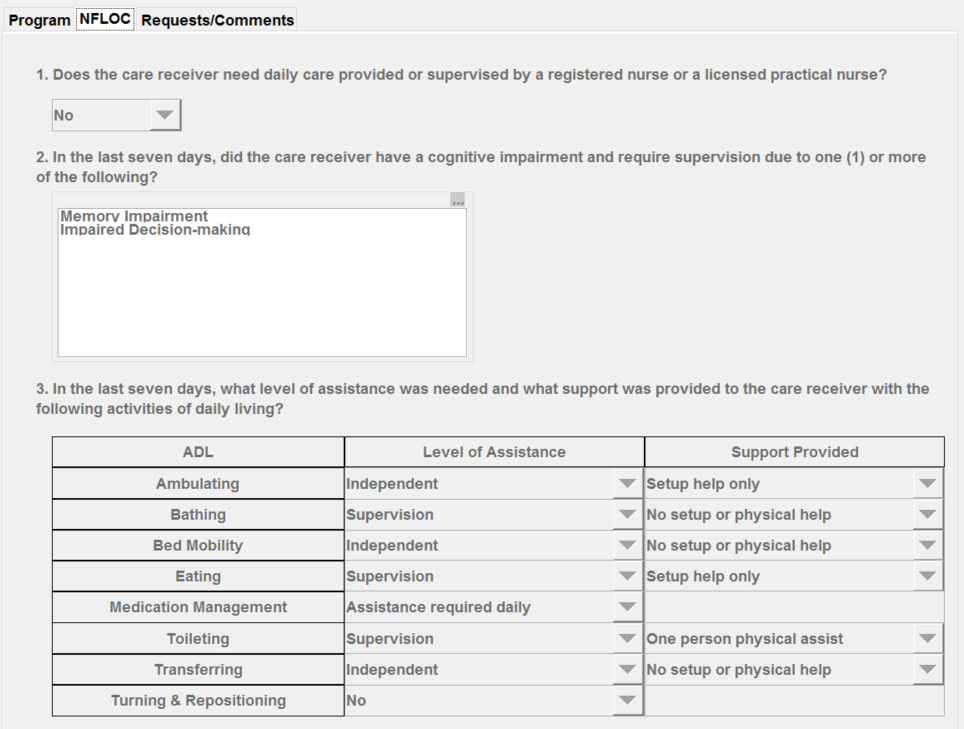 Program NFLOC Requests/Comments
1. Does the care receiver need daily care provided or supervised by a registered nurse or a licensed practical nurse?
No
2. In the last seven days, did the care receiver have a cognitive impairment and require supervision due to one (1) or more
of the following?
...
Memory Impairment
Impaired Decision-making
3. In the last seven days, what level of assistance was needed and what support was provided to the care receiver with the
following activities of daily living?
ADL Level of Assistance Support Provided
Ambulating Independent Setup help only
Bathing Supervision No setup or physical help
Bed Mobility Independent No setup or physical help
Eating Supervision Setup help only
Medication Management Assistance required daily
Toileting Supervision One person physical assist
Transferring Independent No setup or physical help
Turning & Repositioning No